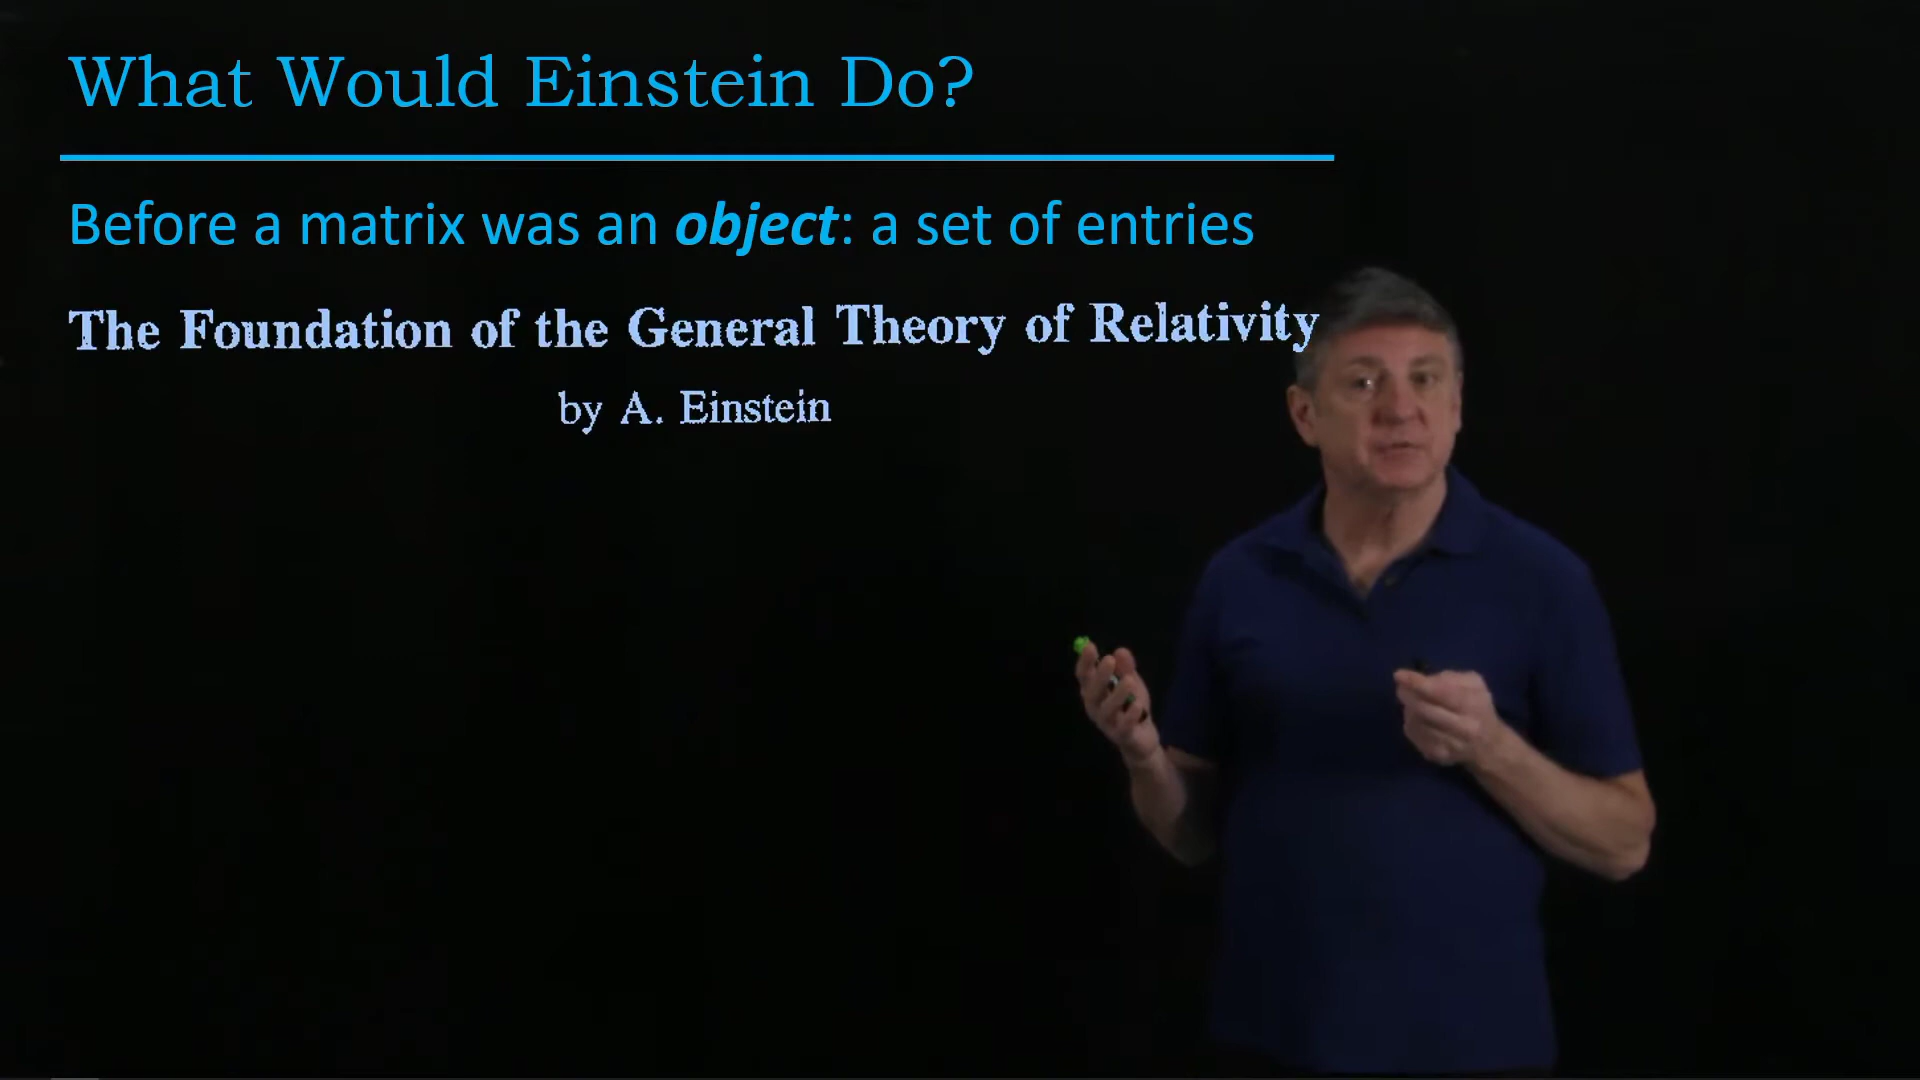 What Would Einstein Do?
Before a matrix was an object: a set of entries
The Foundation of the General Theory of Relativity
by A. Einstein